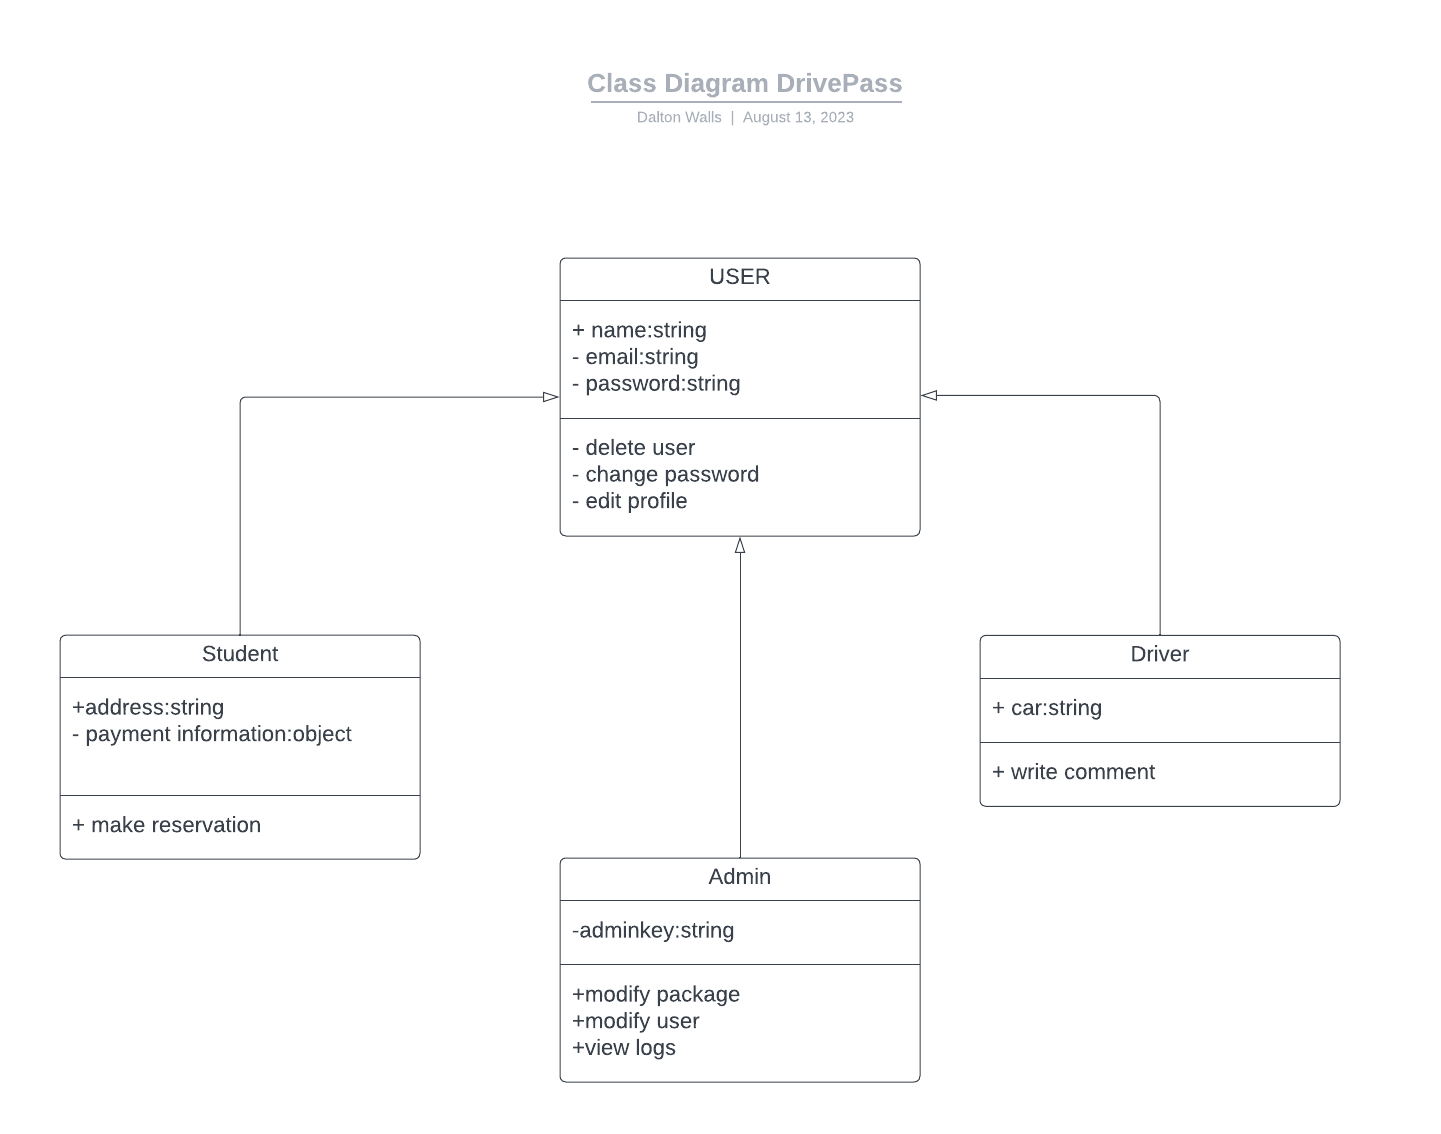 Class Diagram DrivePass
Dalton Walls | August 13, 2023
USER
+ name:string
- email:string
- password:string
- delete user
- change password
- edit profile
Student
+address:string
- payment information:object
+ make reservation
Driver
+ car:string
+ write comment
Admin
-adminkey:string
+modify package
+modify user
+view logs